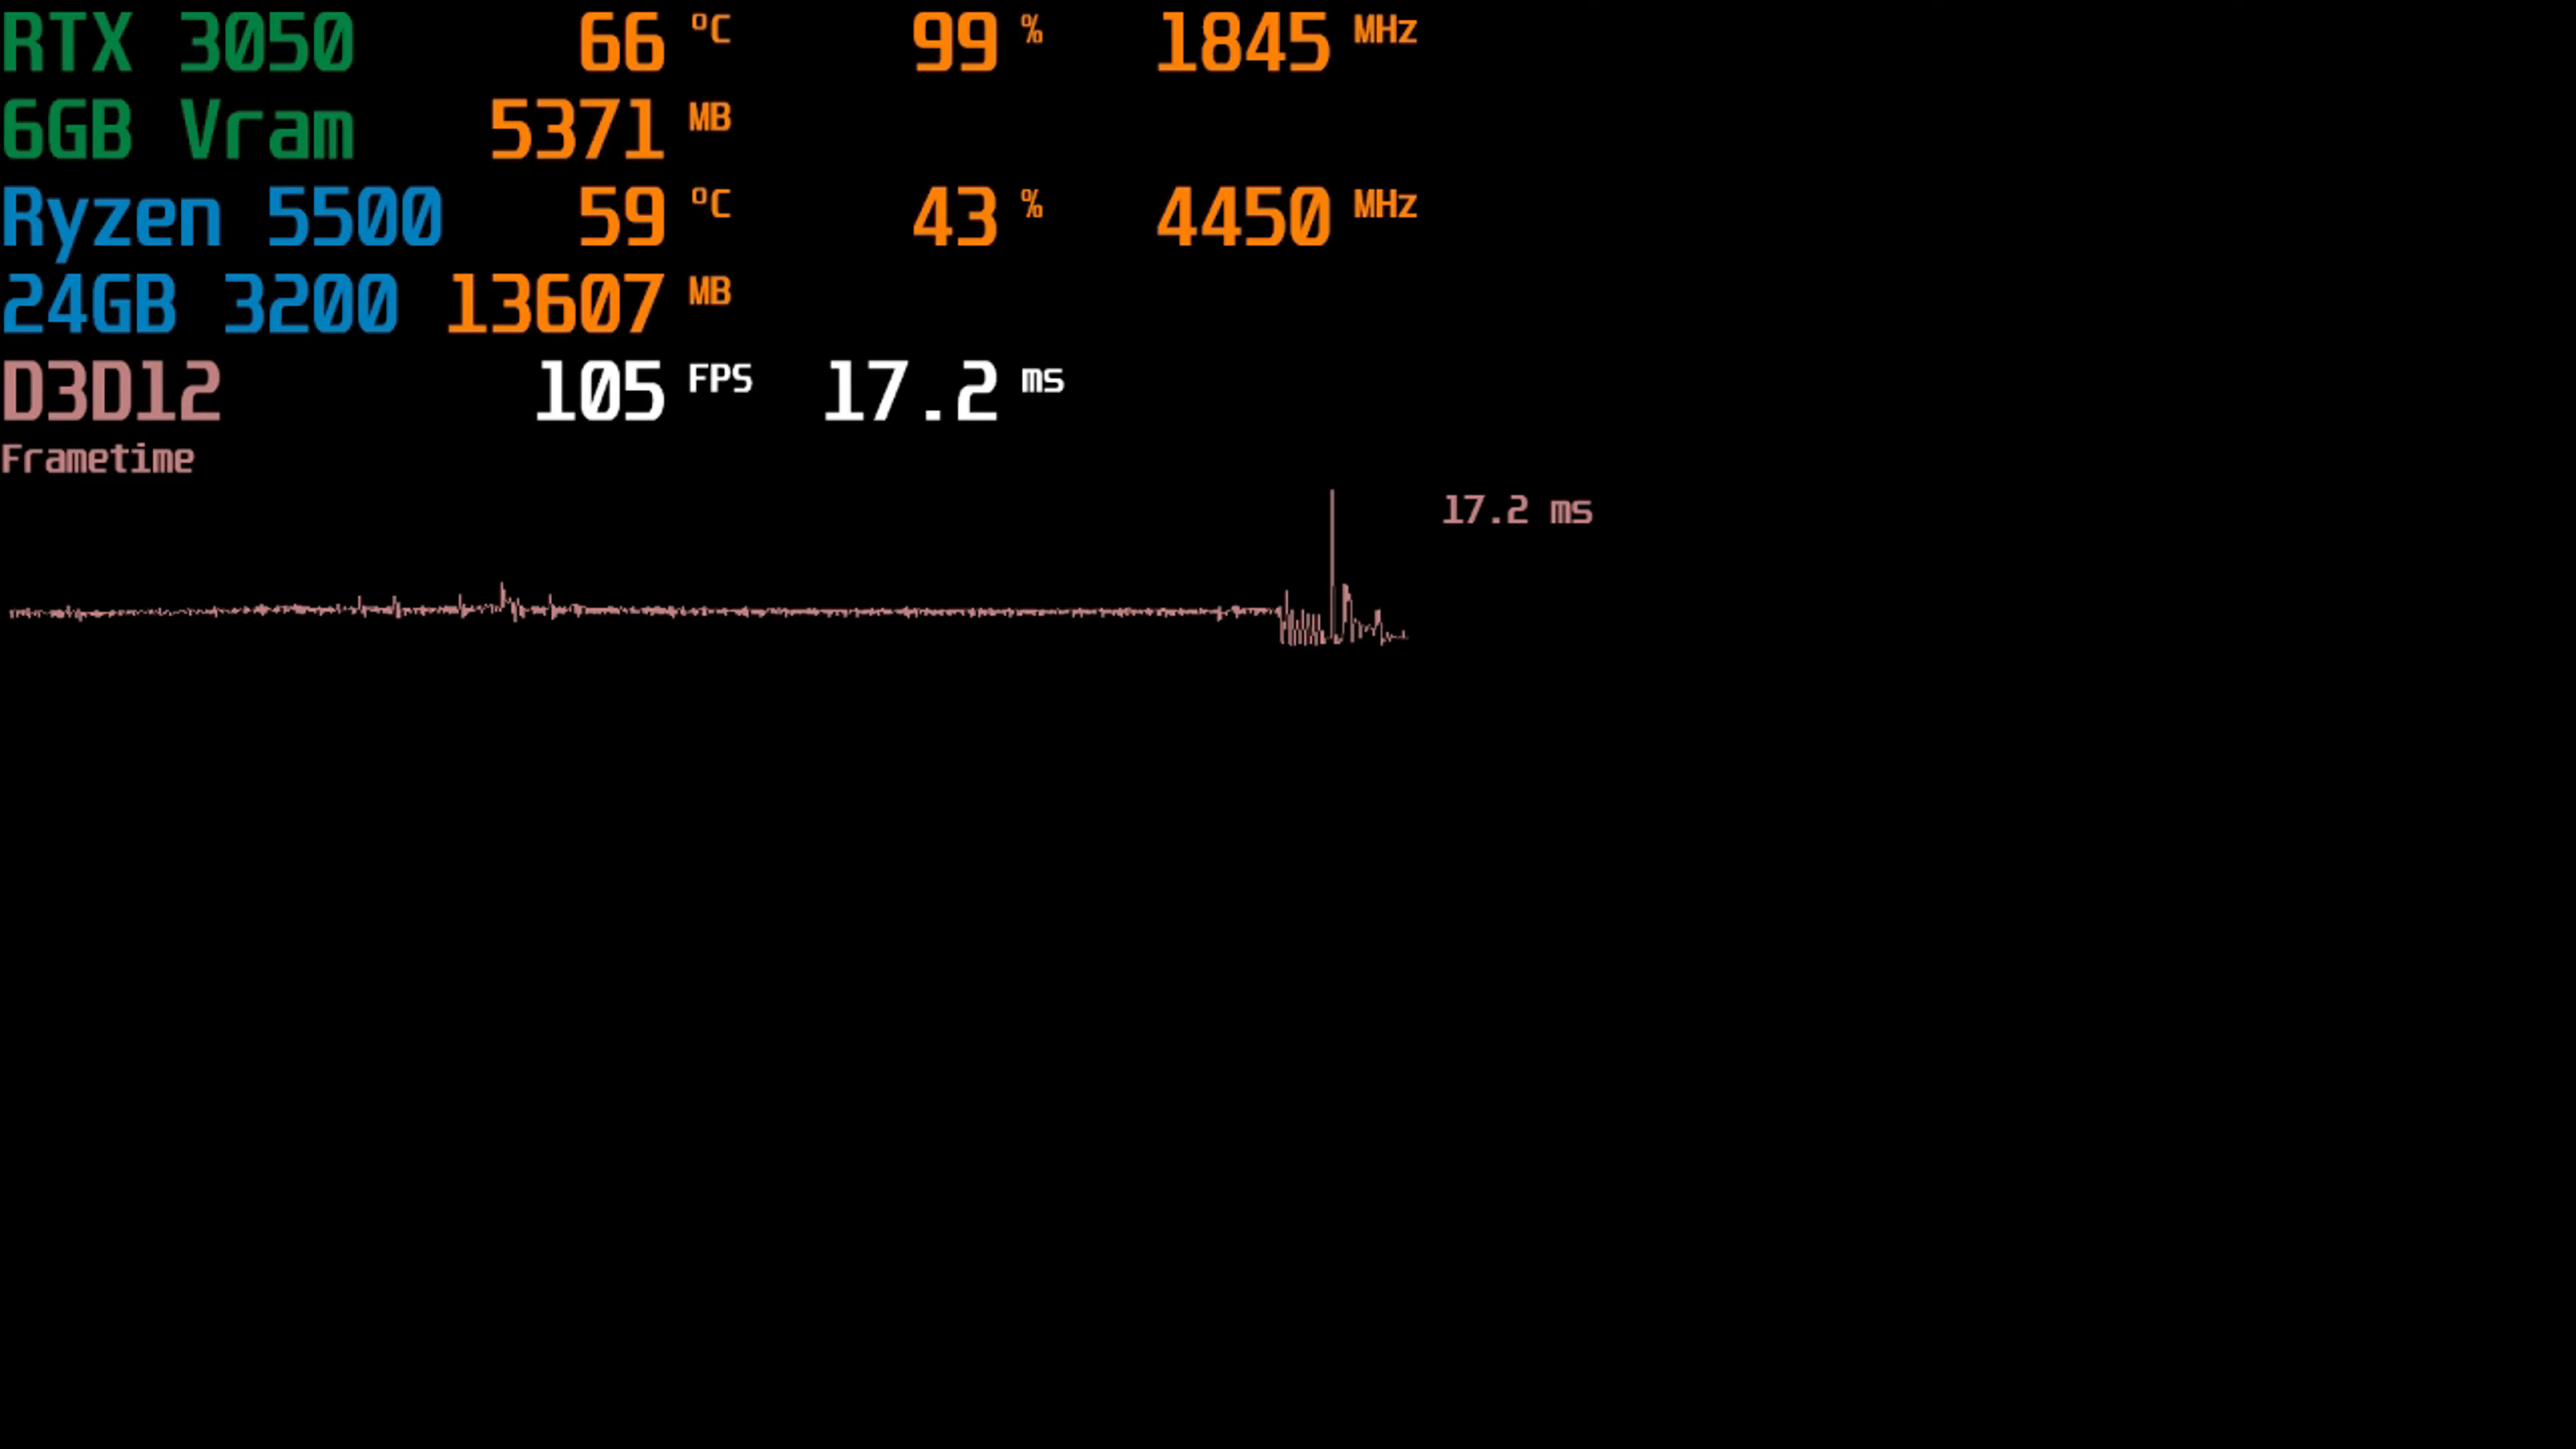 RTX 3050 66 °C 99 % 1845 MHz
6GB Vram 5371 MB
Ryzen 5500 59 °C 43 % 4450 MHz
24GB 3200 13607 MB
D3D12 105 FPS 17.2 ms
Frametime
17.2 ms